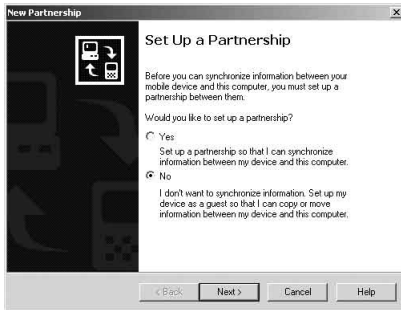 New Partnership
Set Up a Partnership
Before you can synchronize information between your
mobile device and this computer, you must set up a
partnership between them.
Would you like to set up a partnership?
Yes
Set up a partnership so that I can synchronize
information between my device and this computer.
No
I don't want to synchronize information. Set up my
device as a guest so that I can copy or move
information between my device and this computer.
< Back Next > Cancel Help